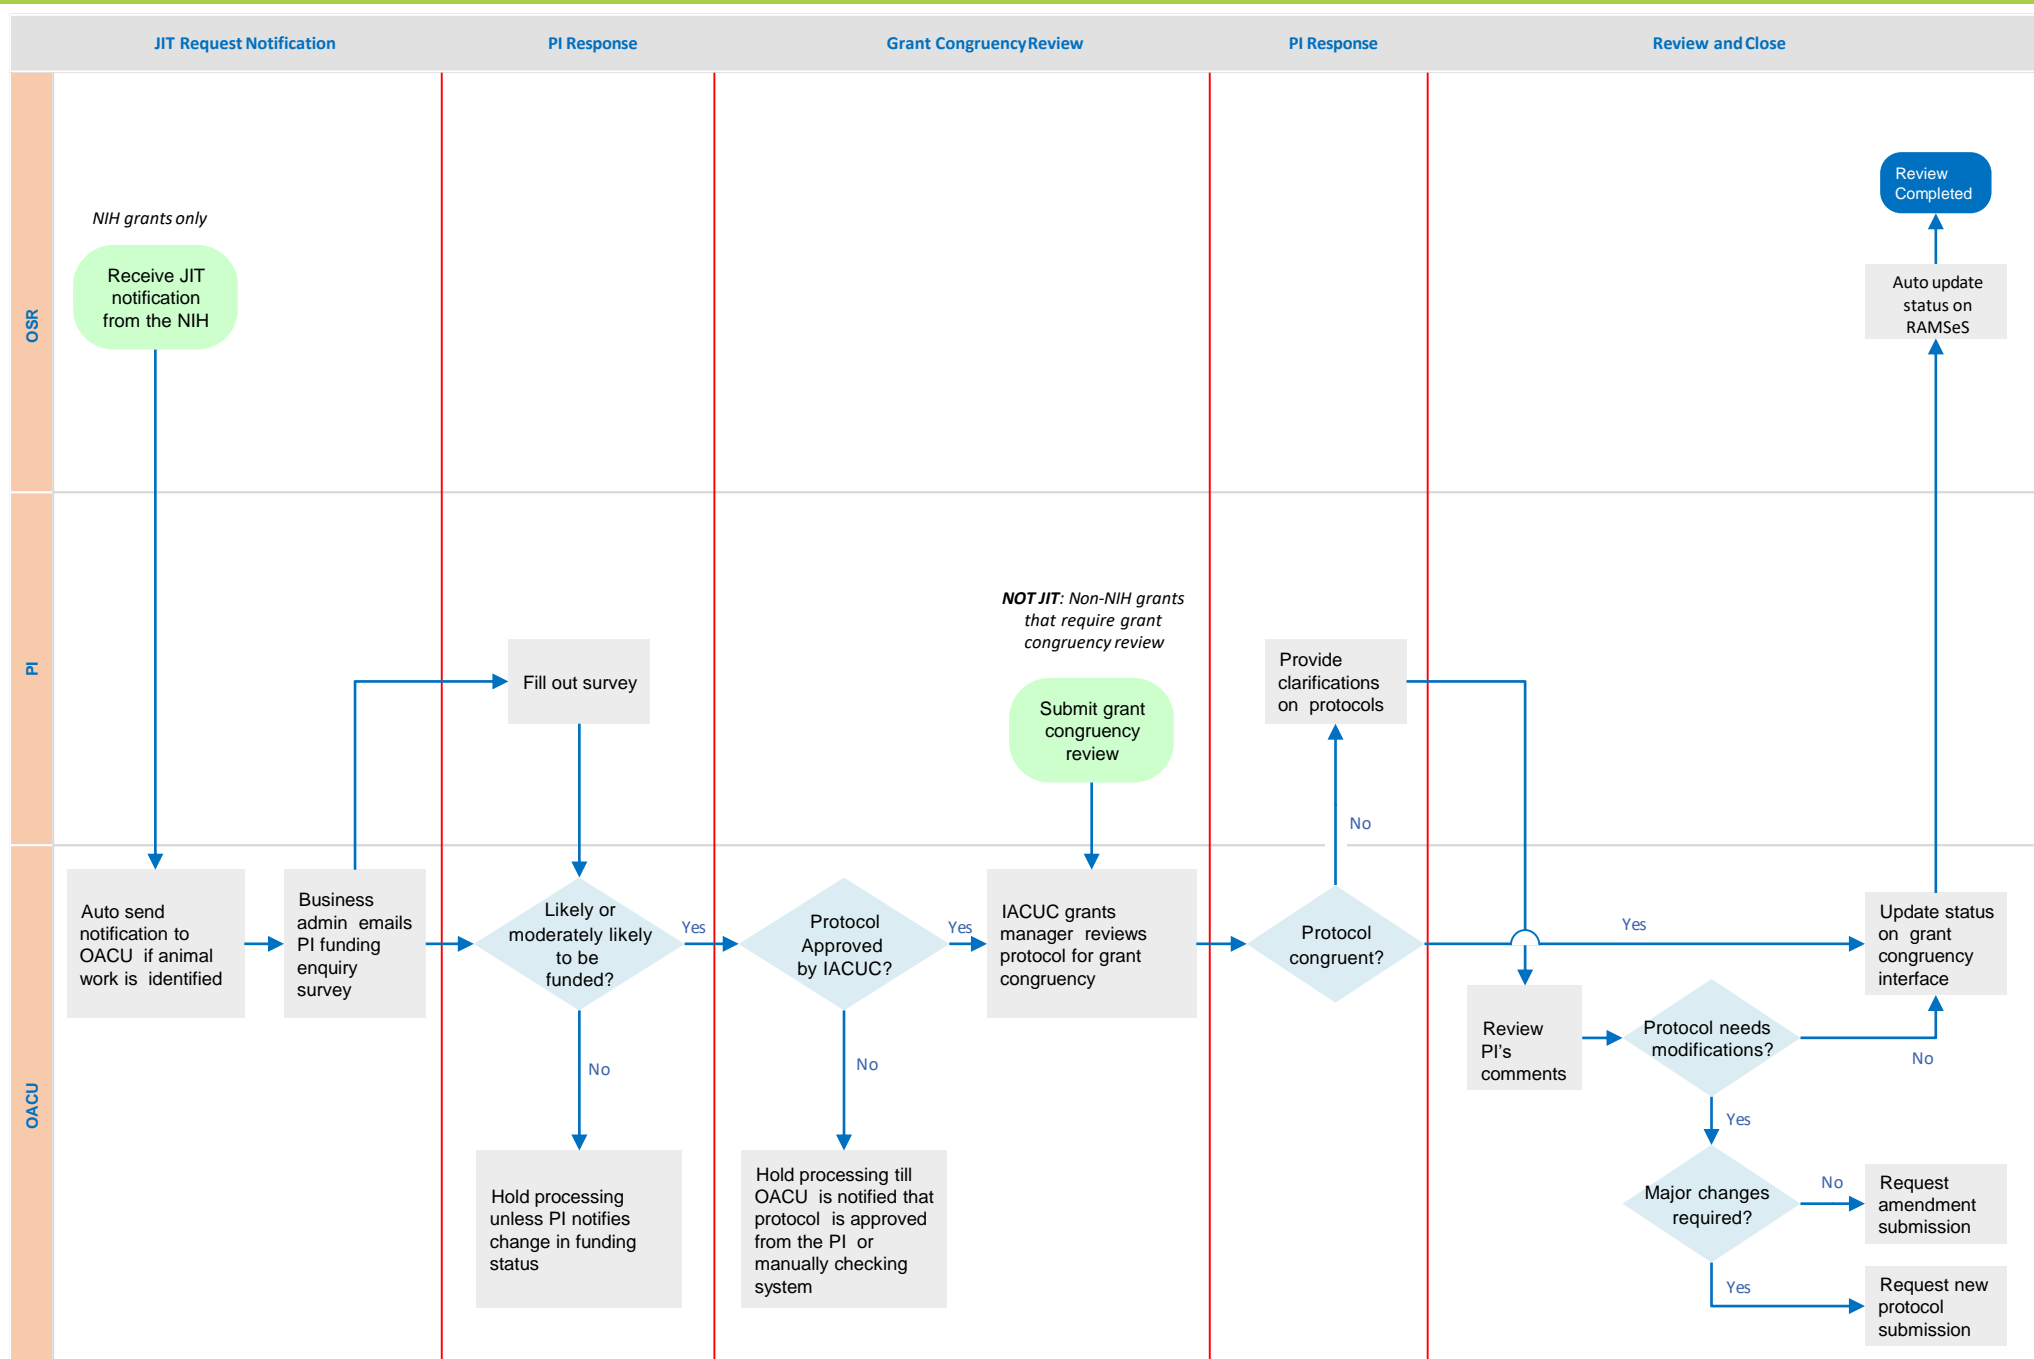 JIT Request Notification
PI Response
Grant Congruency Review
PI Response
Review and Close
OSR
NIH grants only
Receive JIT
notification
from the NIH
Review
Completed
Auto update
status on
RAMSeS
PI
Fill out survey
NOT JIT: Non-NIH grants
that require grant
congruency review
Submit grant
congruency
review
Provide
clarifications
on protocols
No
OACU
Auto send
notification to
OACU if animal
work is identified
Business
admin emails
PI funding
enquiry
survey
Likely or
moderately likely
to be
funded?
Yes
No
Hold processing
unless PI notifies
change in funding
status
Protocol
Approved
by IACUC?
Yes
No
Hold processing till
OACU is notified that
protocol is approved
from the PI or
manually checking
system
IACUC grants
manager reviews
protocol for grant
congruency
Protocol
congruent?
Yes
Update status
on grant
congruency
interface
Review
PI's
comments
Protocol needs
modifications?
No
Yes
Major changes
required?
No
Request
amendment
submission
Yes
Request new
protocol
submission